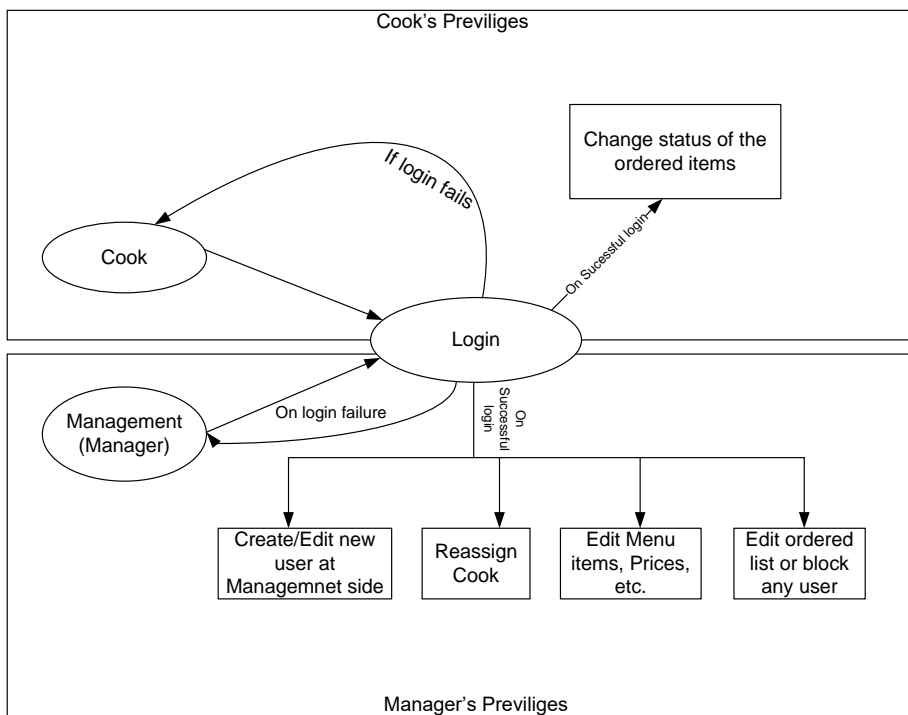 Cook's Previliges
Change status of the
ordered items
If login fails
Cook
On Sucessful login
Login
On login failure
On
Successful
login
Management
(Manager)
Create/Edit new
user at
Managemnet side
Reassign
Cook
Edit Menu
items, Prices,
etc.
Edit ordered
list or block
any user
Manager's Previliges